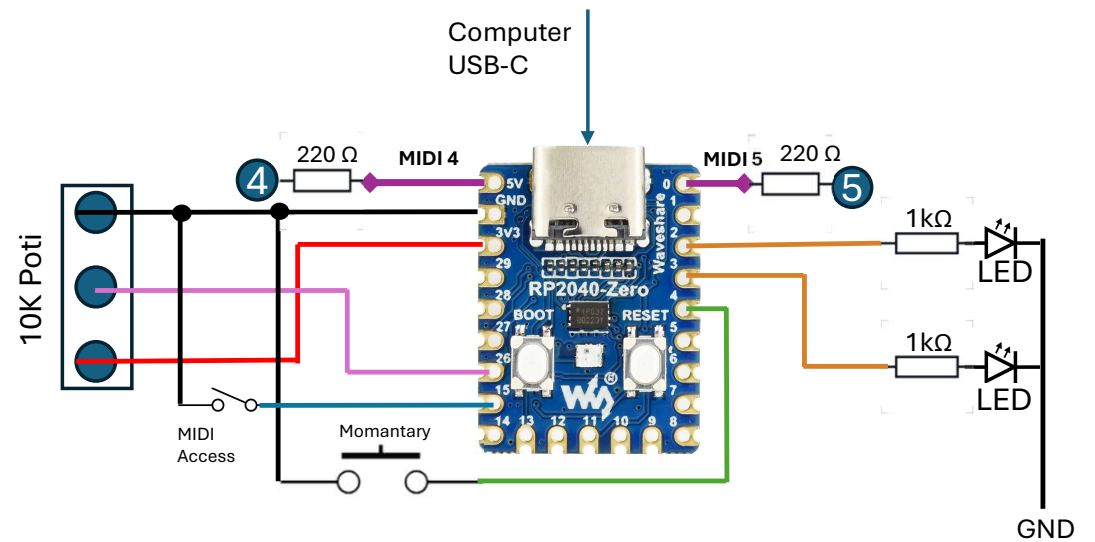 Computer
USB-C
220 Ω
MIDI 4
MIDI 5
220 Ω
4
5
5V
GND
3V3
29
28
27
26
15
14
13
12
11
10
9
8
7
6
5
4
3
2
1
0
Waveshare
RP2040-Zero
BOOT
RESET
®
10K Poti
1kΩ
LED
1kΩ
LED
MIDI
Access
Momantary
GND